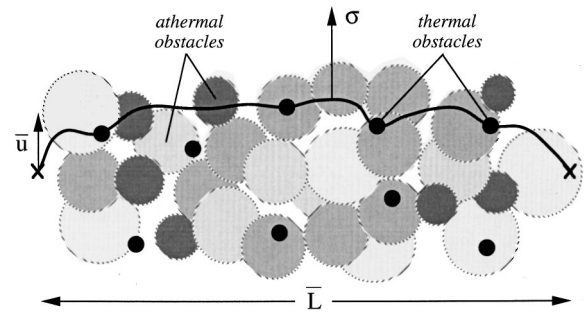 athermal
obstacles
σ
thermal
obstacles
u̅
L̅